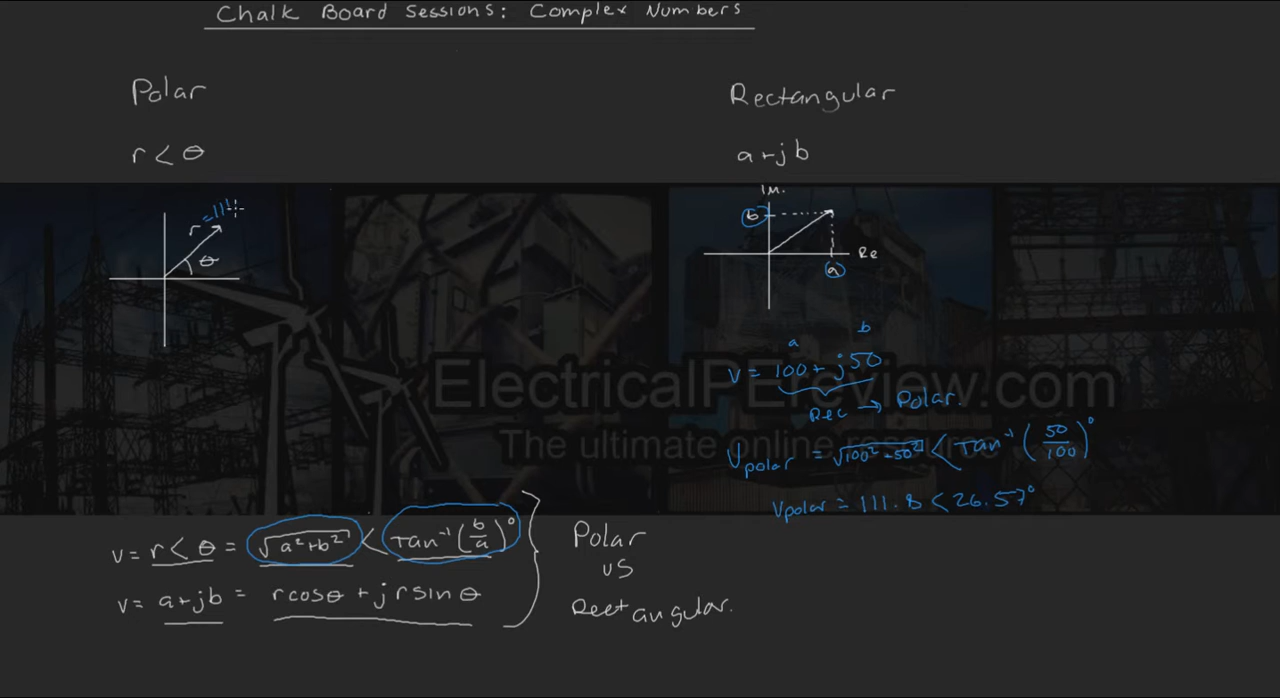 Chalk Board Sessions: Complex Numbers
Polar
r < θ
r =111
θ
Rectangular
a+jb
Im.
b
Re
a
a b
v = 100 + j50
Rec → Polar.
Vpolar = √100²+50² < Tan⁻¹ (50/100)°
Vpolar = 111.8 < 26.57°
ElectricalPEreview.com
The ultimate online
v = r < θ = √a²+b² < Tan⁻¹ (b/a)°
v = a+jb = rcosθ + jrsinθ
Polar
vs
Rectangular.